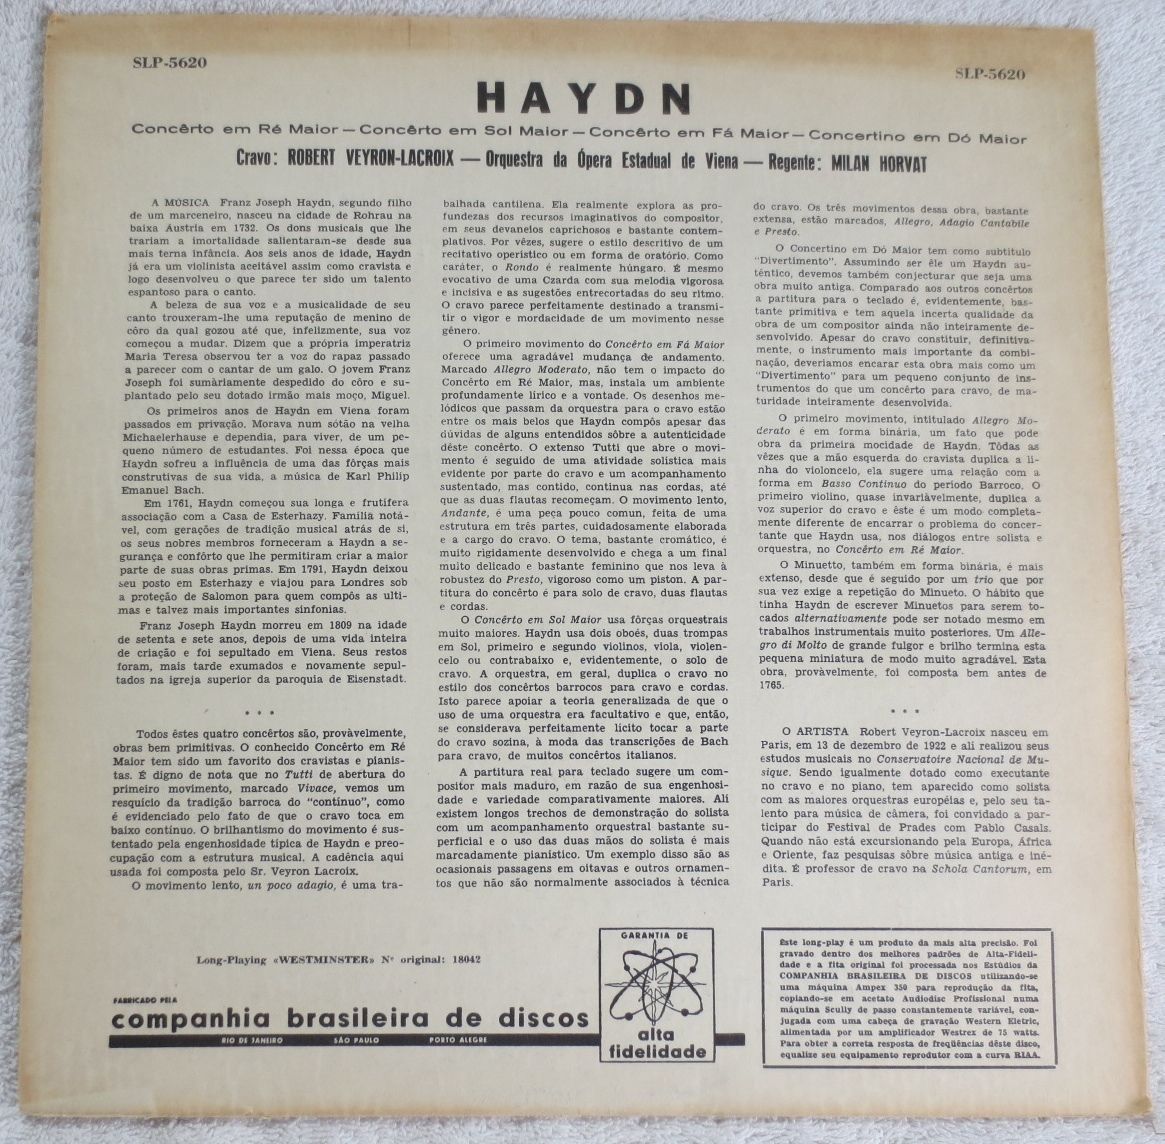 SLP-5620
SLP-5620
HAYDN
Concêrto em Ré Maior — Concêrto em Sol Maior — Concêrto em Fá Maior — Concertino em Dó Maior
Cravo: ROBERT VEYRON-LACROIX — Orquestra da Ópera Estadual de Viena — Regente: MILAN HORVAT
A MÚSICA Franz Joseph Haydn, segundo filho
de um marceneiro, nasceu na cidade de Rohrau na
baixa Áustria em 1732. Os dons musicais que lhe
trariam a imortalidade salientaram-se desde sua
mais terna infância. Aos seis anos de idade, Haydn
já era um violinista aceitável assim como cravista e
logo desenvolveu o que parece ter sido um talento
espantoso para o canto.
A beleza de sua voz e a musicalidade de seu
canto trouxeram-lhe uma reputação de menino de
côro da qual gozou até que, infelizmente, sua voz
começou a mudar. Dizem que a própria imperatriz
Maria Teresa observou ter a voz do rapaz passado
a parecer com o cantar de um galo. O jovem Franz
Joseph foi sumàriamente despedido do côro e su-
plantado pelo seu dotado irmão mais moço, Miguel.
Os primeiros anos de Haydn em Viena foram
passados em privação. Morava num sótão na velha
Michaelerhause e dependia, para viver, de um pe-
queno número de estudantes. Foi nessa época que
Haydn sofreu a influência de uma das fôrças mais
construtivas de sua vida, a música de Karl Philip
Emanuel Bach.
Em 1761, Haydn começou sua longa e frutífera
associação com a Casa de Esterhazy. Família notá-
vel, com gerações de tradição musical atrás de si,
os seus nobres membros forneceram a Haydn a se-
gurança e confôrto que lhe permitiram criar a maior
parte de suas obras primas. Em 1791, Haydn deixou
seu posto em Esterhazy e viajou para Londres sob
a proteção de Salomon para quem compôs as ulti-
mas e talvez mais importantes sinfonias.
Franz Joseph Haydn morreu em 1809 na idade
de setenta e sete anos, depois de uma vida inteira
de criação e foi sepultado em Viena. Seus restos
foram, mais tarde exumados e novamente sepul-
tados na igreja superior da paroquia de Eisenstadt.
• • •
Todos êstes quatro concêrtos são, provàvelmente,
obras bem primitivas. O conhecido Concêrto em Ré
Maior tem sido um favorito dos cravistas e pianis-
tas. É digno de nota que no Tutti de abertura do
primeiro movimento, marcado Vivace, vemos um
resquício da tradição barroca do "contínuo", como
é evidenciado pelo fato de que o cravo toca em
baixo contínuo. O brilhantismo do movimento é sus-
tentado pela engenhosidade típica de Haydn e preo-
cupação com a estrutura musical. A cadência aqui
usada foi composta pelo Sr. Veyron Lacroix.
O movimento lento, un poco adagio, é uma tra-
balhada cantilena. Ela realmente explora as pro-
fundezas dos recursos imaginativos do compositor,
em seus devaneios caprichosos e bastante contem-
plativos. Por vêzes, sugere o estilo descritivo de um
recitativo operístico ou em forma de oratório. Como
caráter, o Rondo é realmente húngaro. É mesmo
evocativo de uma Czarda com sua melodia vigorosa
e incisiva e as sugestões entrecortadas do seu ritmo.
O cravo parece perfeitamente destinado a transmi-
tir o vigor e mordacidade de um movimento nesse
gênero.
O primeiro movimento do Concêrto em Fá Maior
oferece uma agradável mudança de andamento.
Marcado Allegro Moderato, não tem o impacto do
Concêrto em Ré Maior, mas, instala um ambiente
profundamente lírico e a vontade. Os desenhos me-
lódicos que passam da orquestra para o cravo estão
entre os mais belos que Haydn compôs apesar das
dúvidas de alguns entendidos sôbre a autenticidade
dêste concêrto. O extenso Tutti que abre o movi-
mento é seguido de uma atividade solística mais
evidente por parte do cravo e um acompanhamento
sustentado, mas contido, continua nas cordas, até
que as duas flautas recomeçam. O movimento lento,
Andante, é uma peça pouco comun, feita de uma
estrutura em três partes, cuidadosamente elaborada
e a cargo do cravo. O tema, bastante cromático, é
muito rigidamente desenvolvido e chega a um final
muito delicado e bastante feminino que nos leva à
robustez do Presto, vigoroso como um piston. A par-
titura do concêrto é para solo de cravo, duas flautas
e cordas.
O Concêrto em Sol Maior usa fôrças orquestrais
muito maiores. Haydn usa dois oboés, duas trompas
em Sol, primeiro e segundo violinos, viola, violen-
celo ou contrabaixo e, evidentemente, o solo de
cravo. A orquestra, em geral, duplica o cravo no
estilo dos concêrtos barrocos para cravo e cordas.
Isto parece apoiar a teoria generalizada de que o
uso de uma orquestra era facultativo e que, então,
se considerava perfeitamente lícito tocar a parte
do cravo sozina, à moda das transcrições de Bach
para cravo, de muitos concêrtos italianos.
A partitura real para teclado sugere um com-
positor mais maduro, em razão de sua engenhosi-
dade e variedade comparativamente maiores. Alí
existem longos trechos de demonstração do solista
com um acompanhamento orquestral bastante su-
perficial e o uso das duas mãos do solista é mais
marcadamente pianístico. Um exemplo disso são as
ocasionais passagens em oitavas e outros ornamen-
tos que não são normalmente associados à técnica
do cravo. Os três movimentos dessa obra, bastante
extensa, estão marcados, Allegro, Adagio Cantabile
e Presto.
O Concertino em Dó Maior tem como subtítulo
"Divertimento". Assumindo ser êle um Haydn au-
têntico, devemos também conjecturar que seja uma
obra muito antiga. Comparado aos outros concêrtos
a partitura para o teclado é, evidentemente, bas-
tante primitiva e tem aquela incerta qualidade da
obra de um compositor ainda não inteiramente de-
senvolvido. Apesar do cravo constituir, definitiva-
mente, o instrumento mais importante da combi-
nação, deveriamos encarar esta obra mais como um
"Divertimento" para um pequeno conjunto de ins-
trumentos do que um concêrto para cravo, de ma-
turidade inteiramente desenvolvida.
O primeiro movimento, intitulado Allegro Mo-
derato é em forma binária, um fato que pode
obra da primeira mocidade de Haydn. Tôdas as
vêzes que a mão esquerda do cravista duplica a li-
nha do violoncelo, ela sugere uma relação com a
forma em Basso Continuo do período Barroco. O
primeiro violino, quase invariàvelmente, duplica a
voz superior do cravo e êste é um modo completa-
mente diferente de encarrar o problema do concer-
tante que Haydn usa, nos diálogos entre solista e
orquestra, no Concêrto em Ré Maior.
O Minuetto, também em forma binária, é mais
extenso, desde que é seguido por um trio que por
sua vez exige a repetição do Minueto. O hábito que
tinha Haydn de escrever Minuetos para serem to-
cados alternativamente pode ser notado mesmo em
trabalhos instrumentais muito posteriores. Um Alle-
gro di Molto de grande fulgor e brilho termina esta
pequena miniatura de modo muito agradável. Esta
obra, provàvelmente, foi composta bem antes de
1765.
• • •
O ARTISTA Robert Veyron-Lacroix nasceu em
Paris, em 13 de dezembro de 1922 e ali realizou seus
estudos musicais no Conservatoire Nacional de Mu-
sique. Sendo igualmente dotado como executante
no cravo e no piano, tem aparecido como solista
com as maiores orquestras européias e, pelo seu ta-
lento para música de câmera, foi convidado a par-
ticipar do Festival de Prades com Pablo Casals.
Quando não está excursionando pela Europa, África
e Oriente, faz pesquisas sôbre música antiga e iné-
dita. É professor de cravo na Schola Cantorum, em
Paris.
Long-Playing «WESTMINSTER» Nº original: 18042
FABRICADO PELA
companhia brasileira de discos
RIO DE JANEIRO SÃO PAULO PORTO ALEGRE
GARANTIA DE
alta
fidelidade
Êste long-play é um produto da mais alta precisão. Foi
gravado dentro dos melhores padrões de Alta-Fideli-
dade e a fita original foi processada nos Estúdios da
COMPANHIA BRASILEIRA DE DISCOS utilizando-se
uma máquina Ampex 350 para reprodução da fita,
copiando-se em acetato Audiodisc Profissional numa
máquina Scully de passo constantemente variável, con-
jugada com uma cabeça de gravação Western Eletric,
alimentada por um amplificador Westrex de 75 watts.
Para obter a correta resposta de freqüências dêste disco,
equalize seu equipamento reprodutor com a curva RIAA.